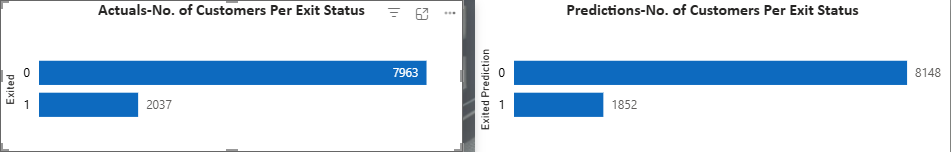 Actuals-No. of Customers Per Exit Status
Exited
0
7963
1
2037
Predictions-No. of Customers Per Exit Status
Exited Prediction
0
8148
1
1852